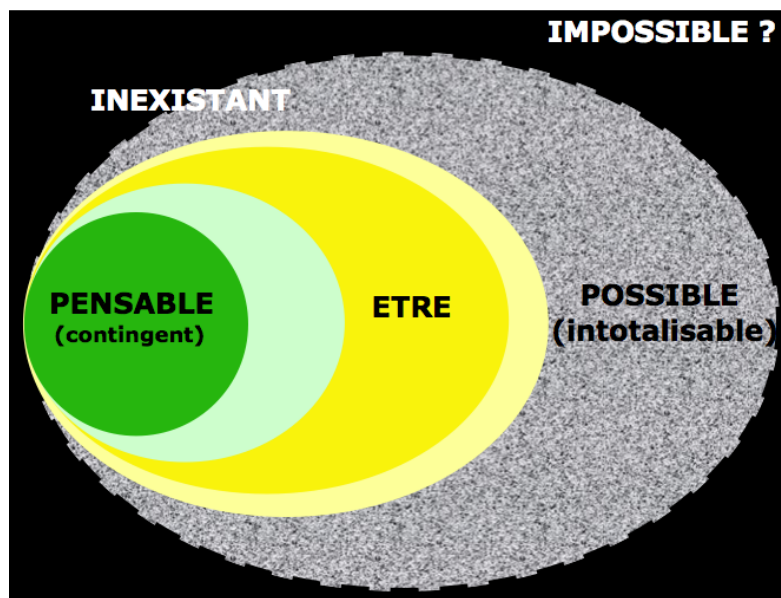 IMPOSSIBLE ?
INEXISTANT
PENSABLE
(contingent)
ETRE
POSSIBLE
(intotalisable)